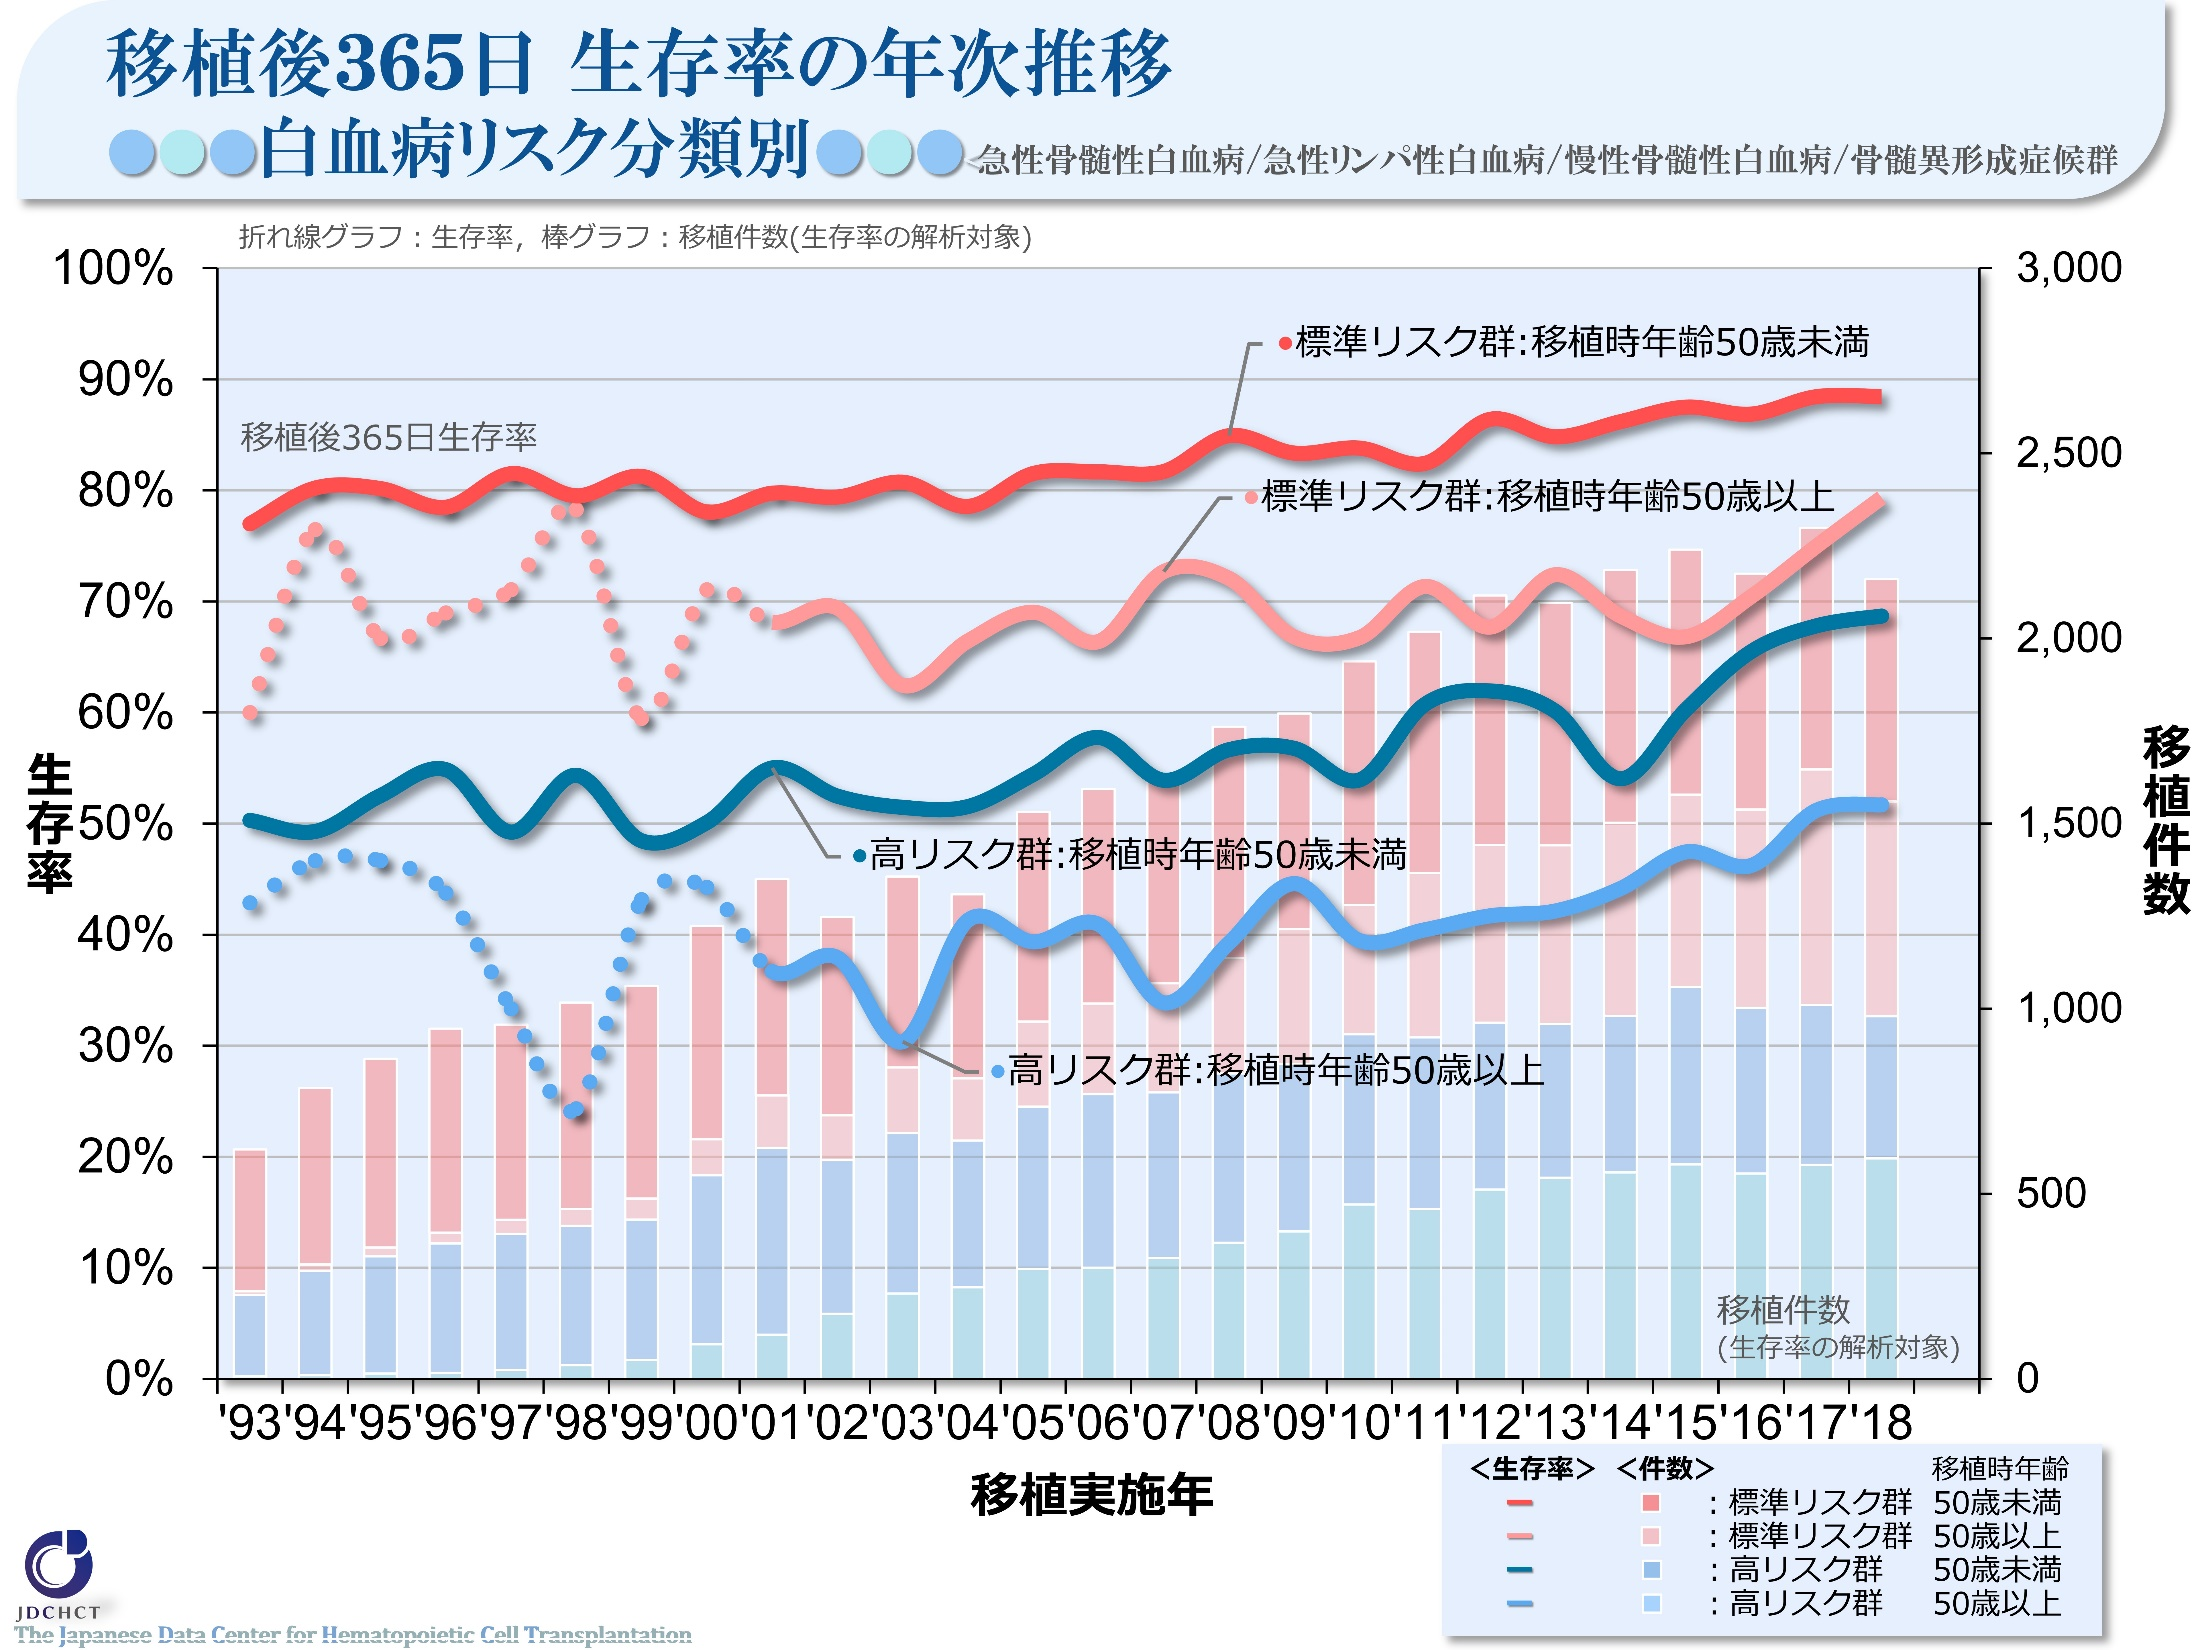 移植後365日 生存率の年次推移
白血病リスク分類別 急性骨髄性白血病/急性リンパ性白血病/慢性骨髄性白血病/骨髄異形成症候群
折れ線グラフ：生存率，棒グラフ：移植件数(生存率の解析対象)
100%
90%
80%
70%
60%
50%
40%
30%
20%
10%
0%
生存率
3,000
2,500
2,000
1,500
1,000
500
0
移植件数
移植後365日生存率
標準リスク群:移植時年齢50歳未満
標準リスク群:移植時年齢50歳以上
高リスク群:移植時年齢50歳未満
高リスク群:移植時年齢50歳以上
移植件数
(生存率の解析対象)
'93 '94 '95 '96 '97 '98 '99 '00 '01 '02 '03 '04 '05 '06 '07 '08 '09 '10 '11 '12 '13 '14 '15 '16 '17 '18
移植実施年
＜生存率＞ ＜件数＞ 移植時年齢
：標準リスク群 50歳未満
：標準リスク群 50歳以上
：高リスク群 50歳未満
：高リスク群 50歳以上
JDCHCT
The Japanese Data Center for Hematopoietic Cell Transplantation